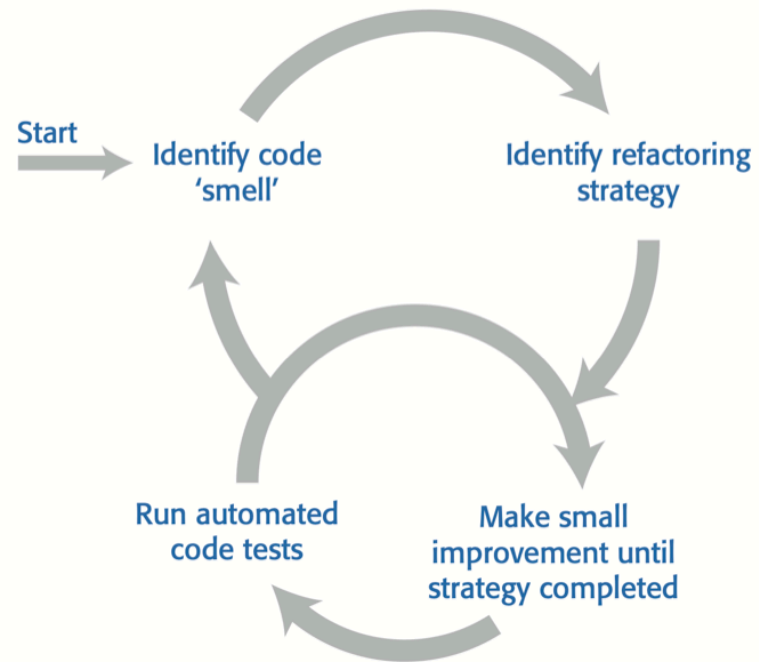 Start
Identify code
‘smell’
Identify refactoring
strategy
Run automated
code tests
Make small
improvement until
strategy completed